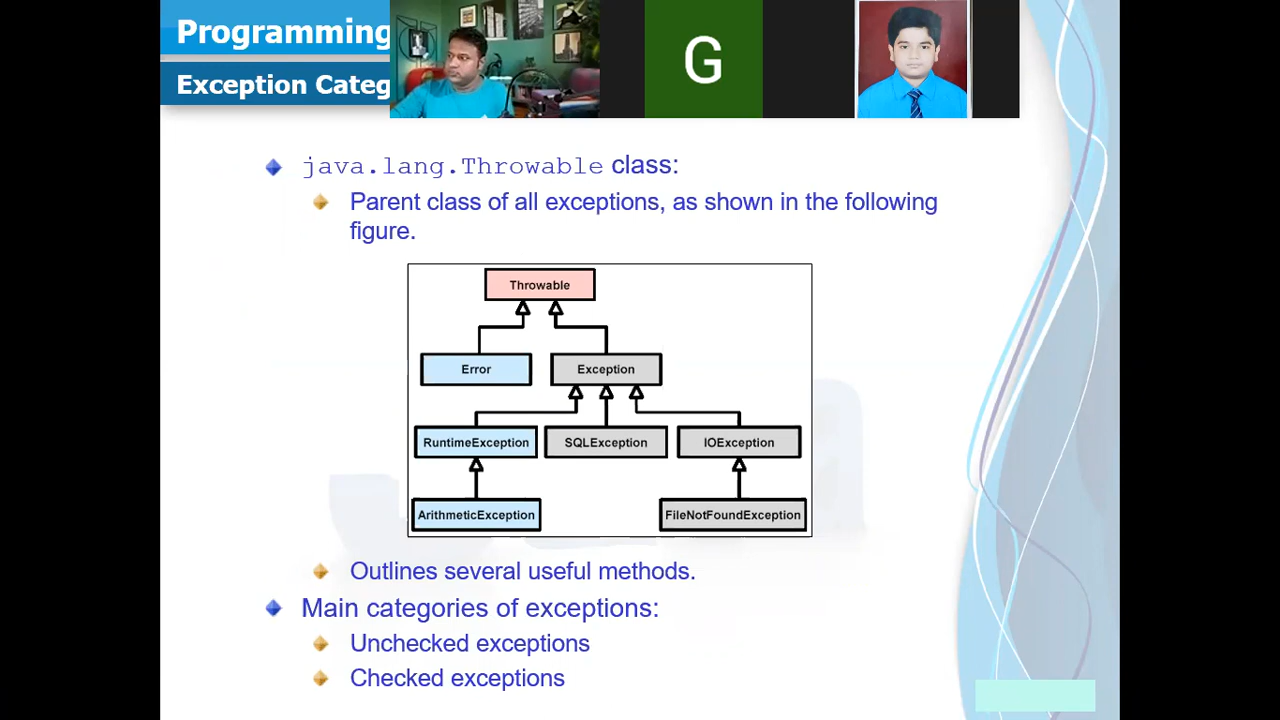 Programming
Exception Categ
G
java.lang.Throwable class:
Parent class of all exceptions, as shown in the following
figure.
Throwable
Error
Exception
RuntimeException
SQLException
IOException
ArithmeticException
FileNotFoundException
Outlines several useful methods.
Main categories of exceptions:
Unchecked exceptions
Checked exceptions